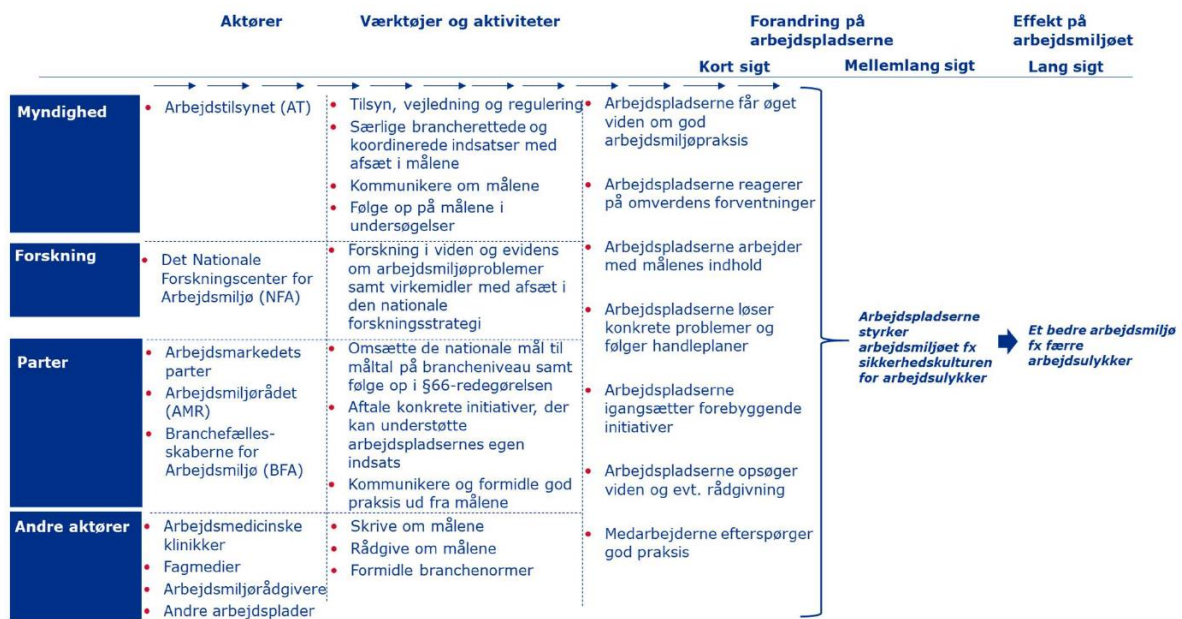 Aktører
Værktøjer og aktiviteter
Forandring på
arbejdspladserne
Effekt på
arbejdsmiljøet
Kort sigt
Mellemlang sigt
Lang sigt
Myndighed
• Arbejdstilsynet (AT)
• Tilsyn, vejledning og regulering
• Særlige brancherettede og
koordinerede indsatser med
afsæt i målene
• Kommunikere om målene
• Følge op på målene i
undersøgelser
Forskning
• Det Nationale
Forskningscenter for
Arbejdsmiljø (NFA)
• Forskning i viden og evidens
om arbejdsmiljøproblemer
samt virkemidler med afsæt i
den nationale
forskningsstrategi
Parter
• Arbejdsmarkedets
parter
• Arbejdsmiljørådet
(AMR)
• Branchefælles-
skaberne for
Arbejdsmiljø (BFA)
• Omsætte de nationale mål til
måltal på brancheniveau samt
følge op i §66-redegørelsen
• Aftale konkrete initiativer, der
kan understøtte
arbejdspladsernes egen
indsats
• Kommunikere og formidle god
praksis ud fra målene
Andre aktører
• Arbejdsmedicinske
klinikker
• Fagmedier
• Arbejdsmiljørådgivere
• Andre arbejdsplader
• Skrive om målene
• Rådgive om målene
• Formidle branchenormer
• Arbejdspladserne får øget
viden om god
arbejdsmiljøpraksis
• Arbejdspladserne reagerer
på omverdens forventninger
• Arbejdspladserne arbejder
med målenes indhold
• Arbejdspladserne løser
konkrete problemer og
følger handleplaner
• Arbejdspladserne
igangsætter forebyggende
initiativer
• Arbejdspladserne opsøger
viden og evt. rådgivning
• Medarbejderne efterspørger
god praksis
Arbejdspladserne
styrker
arbejdsmiljøet fx
sikkerhedskulturen
for arbejdsulykker
Et bedre arbejdsmiljø
fx færre
arbejdsulykker